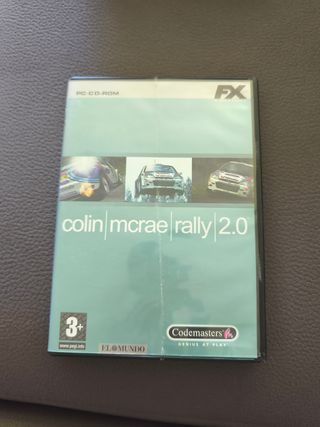 PC-CD-ROM
FX
colin|mcrae|rally|2.0
3+
www.pegi.info
EL MUNDO
Codemasters
GENIUS AT PLAY